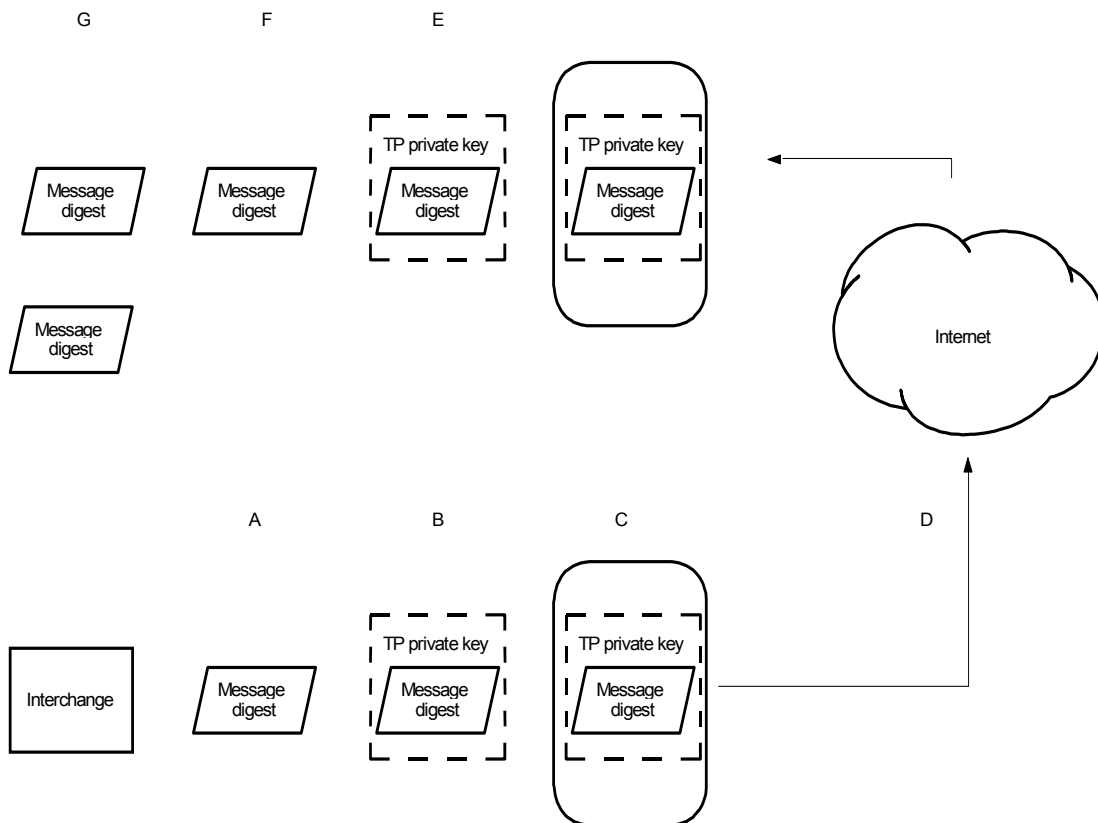 G
F
E
TP private key
TP private key
Message
digest
Message
digest
Message
digest
Message
digest
Message
digest
Internet
A
B
C
D
TP private key
TP private key
Interchange
Message
digest
Message
digest
Message
digest